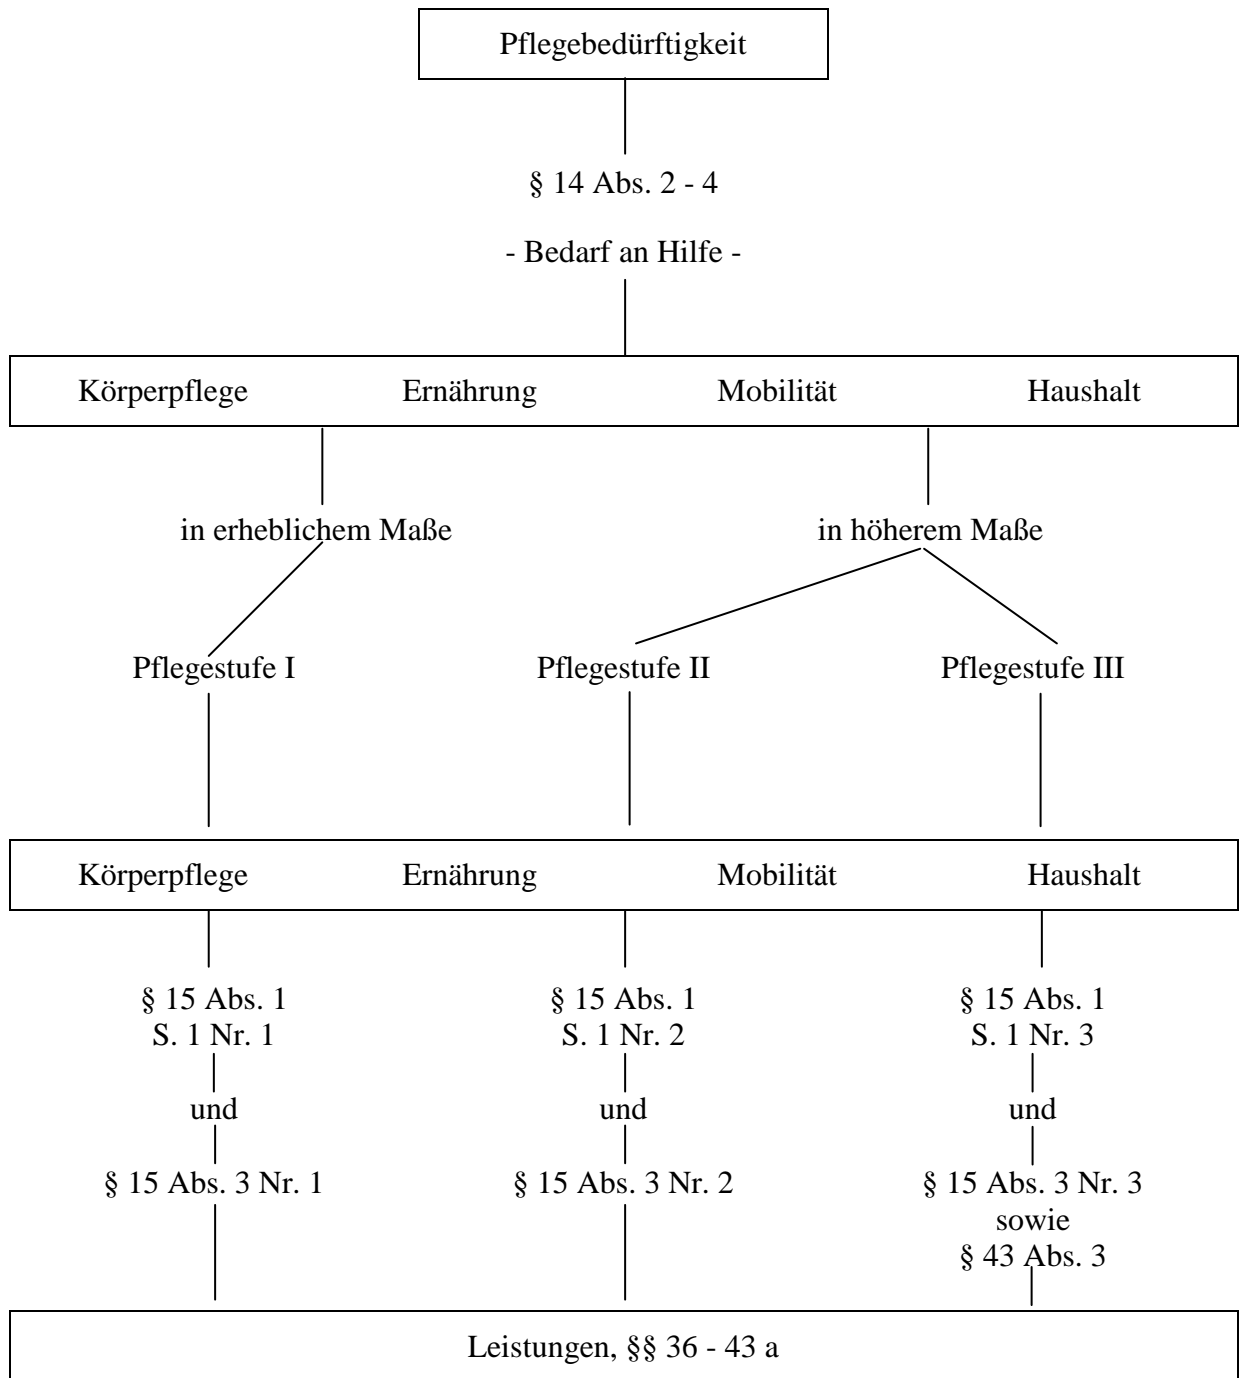 Pflegebedürftigkeit
§ 14 Abs. 2 - 4
- Bedarf an Hilfe -
Körperpflege Ernährung Mobilität Haushalt
in erheblichem Maße in höherem Maße
Pflegestufe I Pflegestufe II Pflegestufe III
Körperpflege Ernährung Mobilität Haushalt
§ 15 Abs. 1 § 15 Abs. 1 § 15 Abs. 1
S. 1 Nr. 1 S. 1 Nr. 2 S. 1 Nr. 3
und und und
§ 15 Abs. 3 Nr. 1 § 15 Abs. 3 Nr. 2 § 15 Abs. 3 Nr. 3
sowie
§ 43 Abs. 3
Leistungen, §§ 36 - 43 a